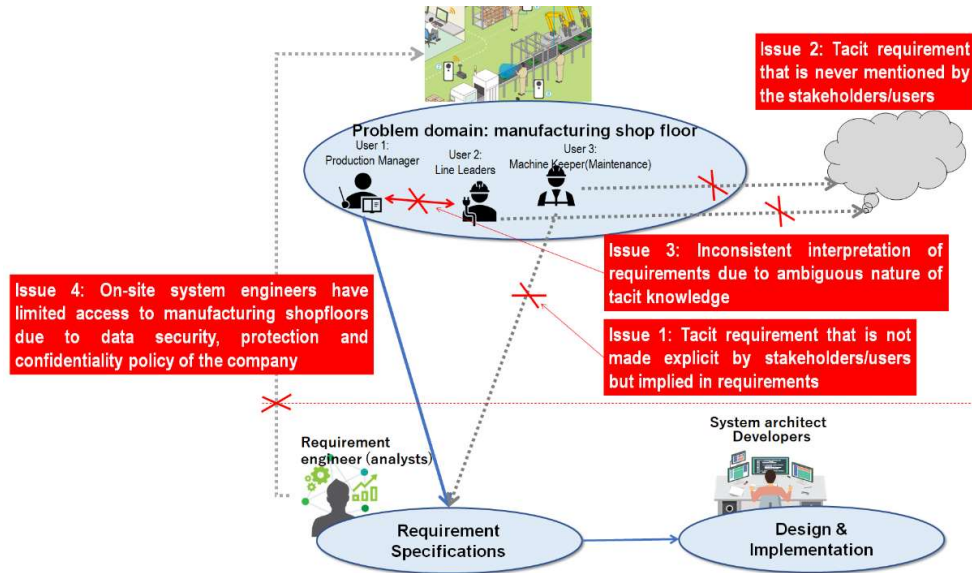 Issue 2: Tacit requirement
that is never mentioned by
the stakeholders/users
Problem domain: manufacturing shop floor
User 1:
Production Manager
User 2:
Line Leaders
User 3:
Machine Keeper(Maintenance)
Issue 3: Inconsistent interpretation of
requirements due to ambiguous nature of
tacit knowledge
Issue 4: On-site system engineers have
limited access to manufacturing shopfloors
due to data security, protection and
confidentiality policy of the company
Issue 1: Tacit requirement that is not
made explicit by stakeholders/users
but implied in requirements
Requirement
engineer (analysts)
System architect
Developers
Requirement
Specifications
Design &
Implementation